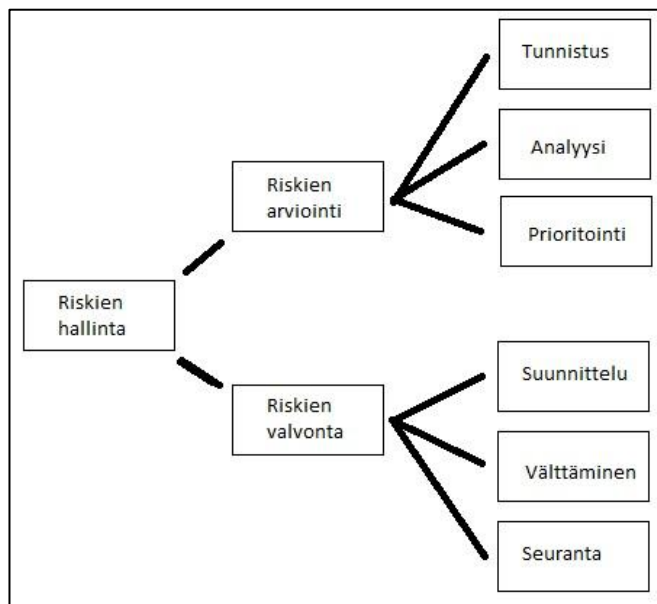 Riskien
hallinta
Riskien
arviointi
Tunnistus
Analyysi
Prioritointi
Riskien
valvonta
Suunnittelu
Välttäminen
Seuranta